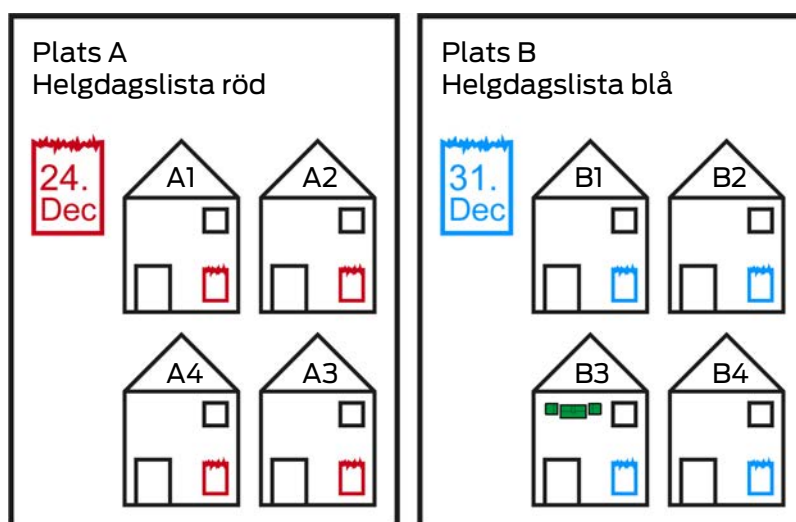 Plats A
Helgdagslista röd
24.
Dec
A1
A2
A4
A3
Plats B
Helgdagslista blå
31.
Dec
B1
B2
B3
B4